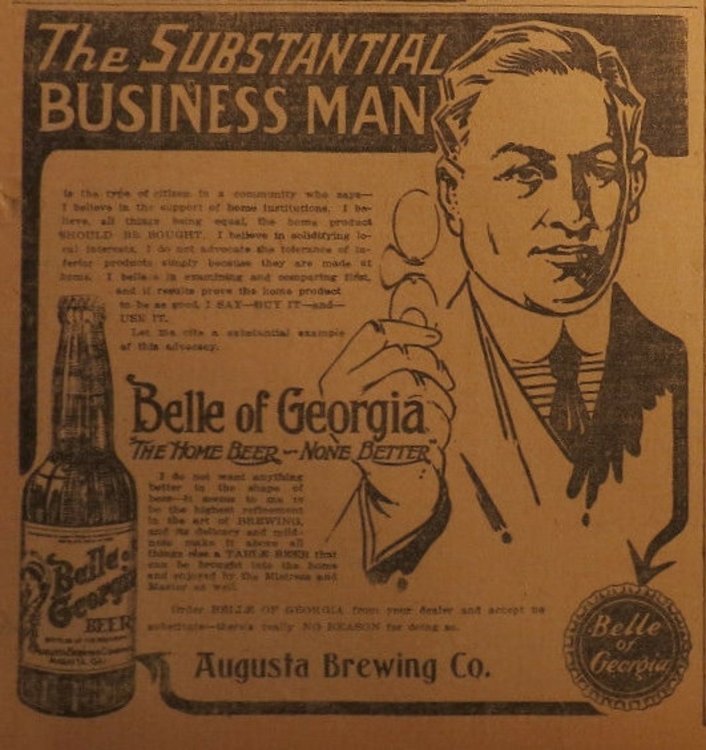 The SUBSTANTIAL
BUSINESS MAN
is the type of citizen in a community who says—
I believe in the support of home institutions. I be-
lieve, all things being equal, the home product
SHOULD BE BOUGHT. I believe in solidifying lo-
cal interests. I do not advocate the tolerance of in-
ferior products simply because they are made at
home. I believe in examining and comparing first,
and if results prove the home product
to be as good, I SAY—BUY IT—and—
USE IT.
Let me cite a substantial example
of this advocacy.
Belle of Georgia
"THE HOME BEER — NONE BETTER"
I do not want anything
better in the shape of
beer—it seems to me to
be the highest refinement
in the art of BREWING,
and its delicacy and mild-
ness make it above all
things else a TABLE BEER that
can be brought into the home
and enjoyed by the Mistress and
Master as well.
Order BELLE OF GEORGIA from your dealer and accept no
substitute—there's really NO REASON for doing so.
Augusta Brewing Co.
Belle of
Georgia
BEER
AUGUSTA BREWING COMPANY
AUGUSTA, GA.
Belle
of
Georgia